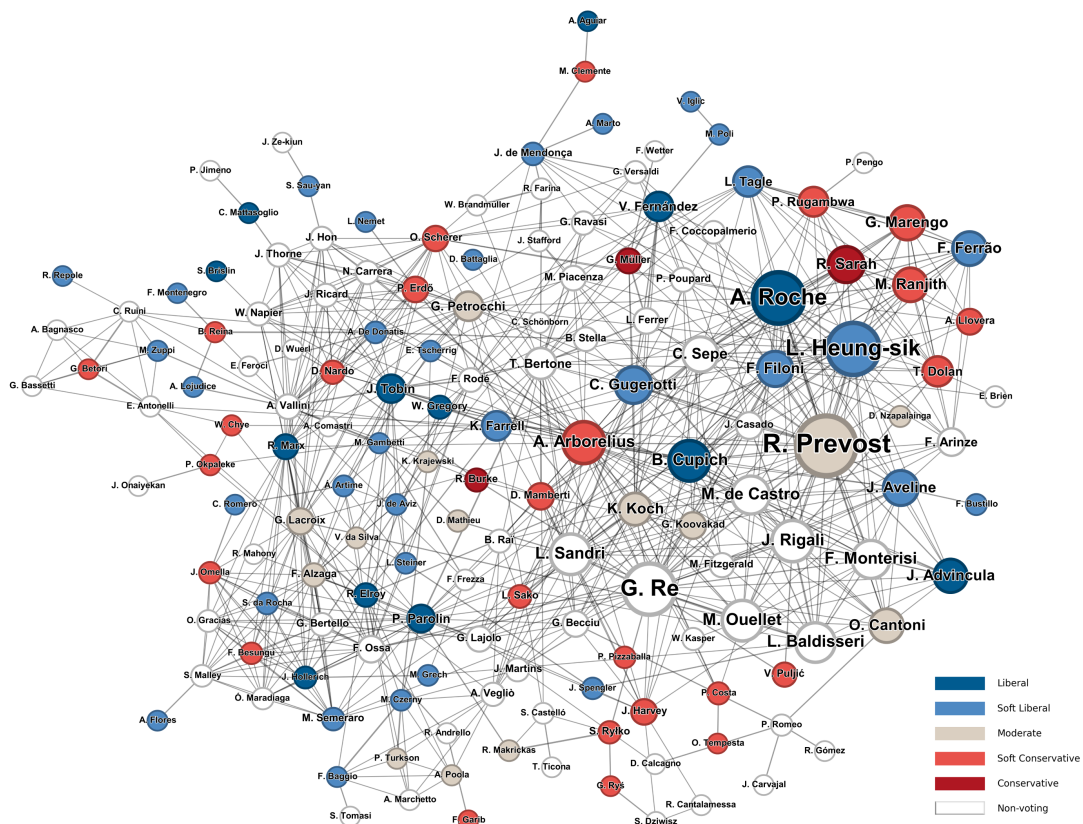 A. Aguiar
M. Clemente
V. Iglic
A. Marto
M. Poli
J. Ze-kiun
F. Wetter
J. de Mendonça
P. Pengo
P. Jimeno
G. Versaldi
S. Sau-yan
L. Tagle
R. Farina
P. Rugambwa
W. Brandmüller
V. Fernández
C. Mattasoglio
G. Marengo
L. Nemet
G. Ravasi
F. Coccopalmerio
J. Hon
O. Scherer
J. Stafford
F. Ferrão
J. Thorne
D. Battaglia
G. Müller
R. Sarah
S. Brislin
N. Carrera
R. Repole
M. Piacenza
P. Poupard
M. Ranjith
P. Erdő
F. Montenegro
J. Ricard
A. Roche
G. Petrocchi
C. Ruini
W. Napier
L. Ferrer
A. Llovera
C. Schönborn
A. Bagnasco
B. Reina
A. De Donatis
B. Stella
L. Heung-sik
M. Zuppi
D. Wuerl
E. Tscherrig
C. Sepe
T. Bertone
E. Feroci
G. Betori
D. Nardo
F. Filoni
T. Dolan
F. Rodé
G. Bassetti
A. Lojudice
J. Tobin
C. Gugerotti
E. Brien
W. Gregory
E. Antonelli
A. Vallini
D. Nzapalainga
W. Chye
A. Comastri
K. Farrell
J. Casado
R. Marx
M. Gambetti
A. Arborelius
R. Prevost
F. Arinze
P. Okpaleke
K. Krajewski
B. Cupich
J. Onaiyekan
R. Burke
A. Artime
J. Aveline
M. de Castro
D. Mamberti
C. Romero
J. de Aviz
F. Bustillo
K. Koch
G. Lacroix
D. Mathieu
G. Koovakad
V. da Silva
B. Raï
J. Rigali
R. Mahony
L. Sandri
F. Monterisi
L. Steiner
M. Fitzgerald
J. Omella
F. Alzaga
F. Frezza
J. Advincula
G. Re
R. Elroy
L. Sako
S. da Rocha
O. Gracias
P. Parolin
M. Ouellet
G. Bertello
G. Becciu
O. Cantoni
G. Lajolo
W. Kasper
L. Baldisseri
F. Ossa
F. Besungu
P. Pizzaballa
J. Martins
M. Grech
V. Puljić
S. Malley
J. Hollerich
J. Spengler
A. Vegliò
P. Costa
Ó. Maradiaga
M. Czerny
J. Harvey
S. Castelló
A. Flores
M. Semeraro
P. Romeo
R. Andrello
S. Ryłko
O. Tempesta
R. Makrickas
R. Gómez
P. Turkson
D. Calcagno
T. Ticona
F. Baggio
A. Poola
J. Carvajal
G. Ryś
A. Marchetto
R. Cantalamessa
S. Tomasi
F. Garib
S. Dziwisz
Liberal
Soft Liberal
Moderate
Soft Conservative
Conservative
Non-voting